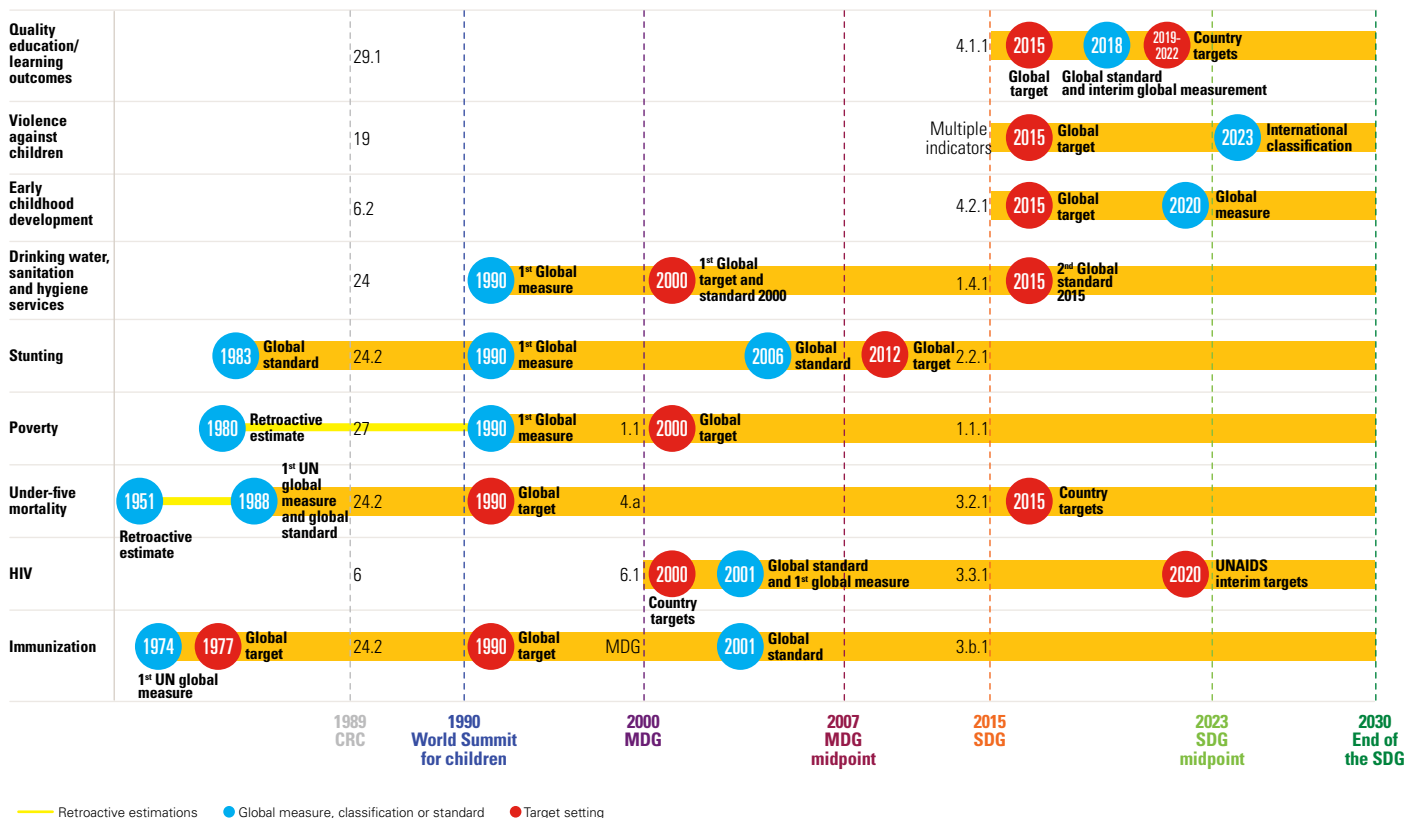 Quality
education/
learning
outcomes
29.1
4.1.1
2015
Global
target
2018
Global standard
and interim global measurement
2019-
2022
Country
targets
Violence
against
children
19
Multiple
indicators
2015
Global
target
2023
International
classification
Early
childhood
development
6.2
4.2.1
2015
Global
target
2020
Global
measure
Drinking water,
sanitation
and hygiene
services
24
1990
1st Global
measure
2000
1st Global
target and
standard 2000
1.4.1
2015
2nd Global
standard
2015
Stunting
1983
Global
standard
24.2
1990
1st Global
measure
2006
Global
standard
2012
Global
target
2.2.1
Poverty
1980
Retroactive
estimate
27
1990
1st Global
measure
1.1
2000
Global
target
1.1.1
Under-five
mortality
1951
Retroactive
estimate
1988
1st UN
global
measure
and global
standard
24.2
1990
Global
target
4.a
3.2.1
2015
Country
targets
HIV
6
6.1
2000
Country
targets
2001
Global standard
and 1st global measure
3.3.1
2020
UNAIDS
interim targets
Immunization
1974
1st UN global
measure
1977
Global
target
24.2
1990
Global
target
MDG
2001
Global
standard
3.b.1
1989
CRC
1990
World Summit
for children
2000
MDG
2007
MDG
midpoint
2015
SDG
2023
SDG
midpoint
2030
End of
the SDG
Retroactive estimations
Global measure, classification or standard
Target setting